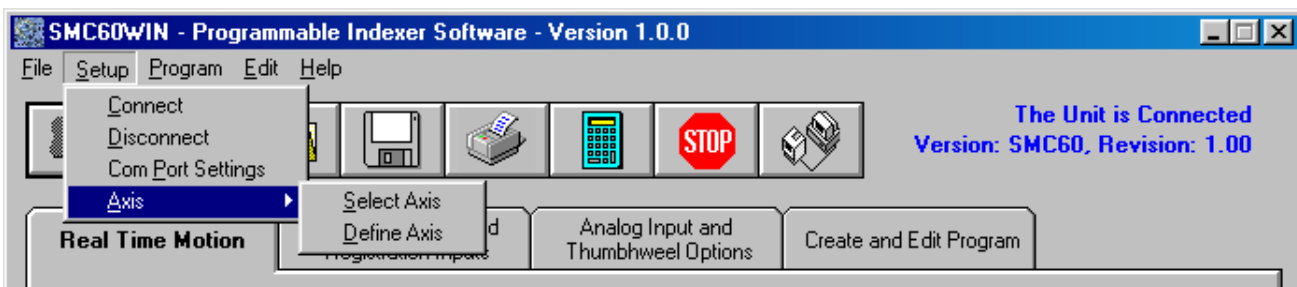 SMC60WIN - Programmable Indexer Software - Version 1.0.0
File Setup Program Edit Help
Connect
Disconnect
Com Port Settings
Axis
Select Axis
Define Axis
STOP
The Unit is Connected
Version: SMC60, Revision: 1.00
Real Time Motion
Registration Inputs
Analog Input and
Thumbhweel Options
Create and Edit Program